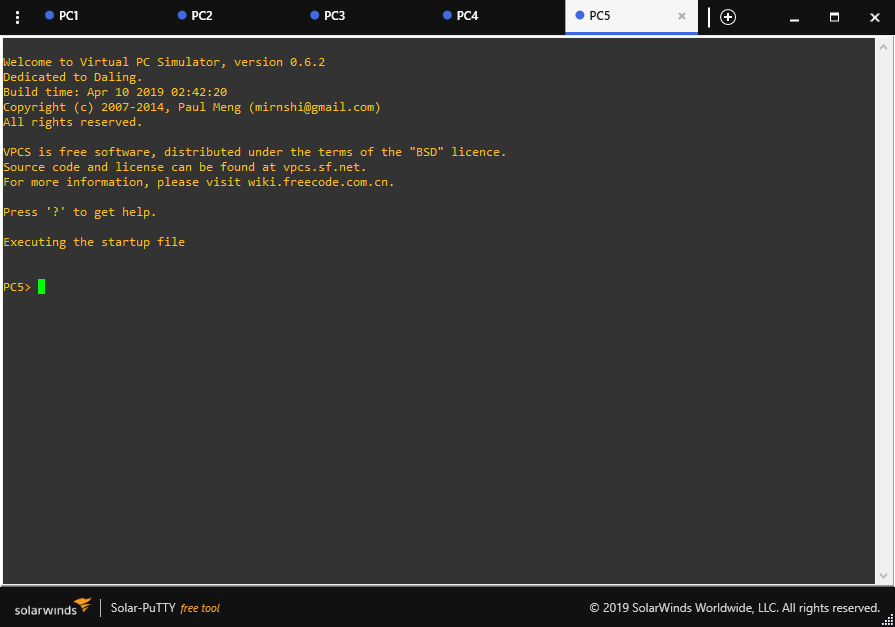 PC1 PC2 PC3 PC4 PC5
Welcome to Virtual PC Simulator, version 0.6.2
Dedicated to Daling.
Build time: Apr 10 2019 02:42:20
Copyright (c) 2007-2014, Paul Meng (mirnshi@gmail.com)
All rights reserved.
VPCS is free software, distributed under the terms of the "BSD" licence.
Source code and license can be found at vpcs.sf.net.
For more information, please visit wiki.freecode.com.cn.
Press '?' to get help.
Executing the startup file
PC5>
solarwinds Solar-PuTTY free tool © 2019 SolarWinds Worldwide, LLC. All rights reserved.